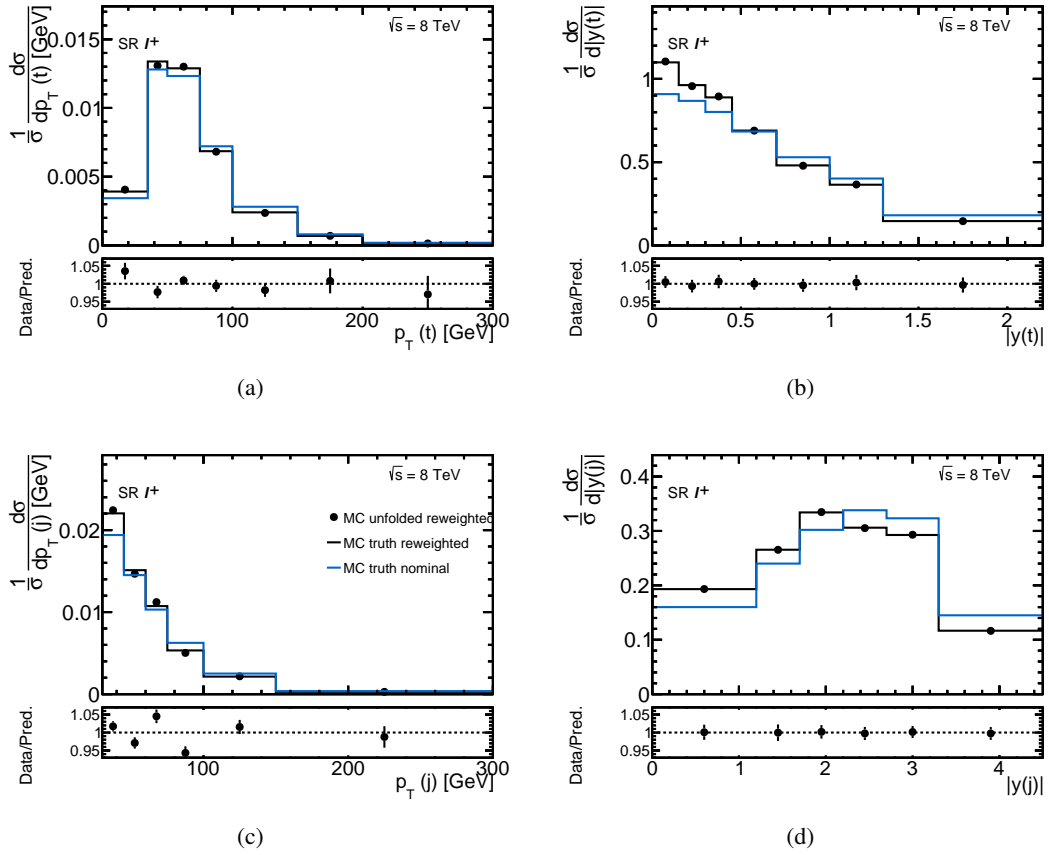 1/σ dσ/dp_T (t) [GeV]
0.015
0.01
0.005
0
SR l+
√s = 8 TeV
Data/Pred.
1.05
1
0.95
0 100 200 300
p_T (t) [GeV]
(a)
1/σ dσ/d|y(t)|
1
0.5
0
SR l+
√s = 8 TeV
Data/Pred.
1.05
1
0.95
0 0.5 1 1.5 2
|y(t)|
(b)
1/σ dσ/dp_T (j) [GeV]
0.02
0.01
0
SR l+
√s = 8 TeV
MC unfolded reweighted
MC truth reweighted
MC truth nominal
Data/Pred.
1.05
1
0.95
100 200 300
p_T (j) [GeV]
(c)
1/σ dσ/d|y(j)|
0.4
0.3
0.2
0.1
0
SR l+
√s = 8 TeV
Data/Pred.
1.05
1
0.95
0 1 2 3 4
|y(j)|
(d)